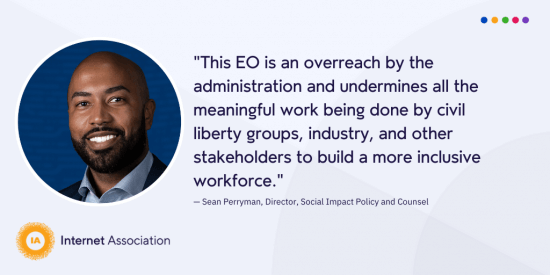 "This EO is an overreach by the
administration and undermines all the
meaningful work being done by civil
liberty groups, industry, and other
stakeholders to build a more inclusive
workforce."
— Sean Perryman, Director, Social Impact Policy and Counsel
IA
Internet Association